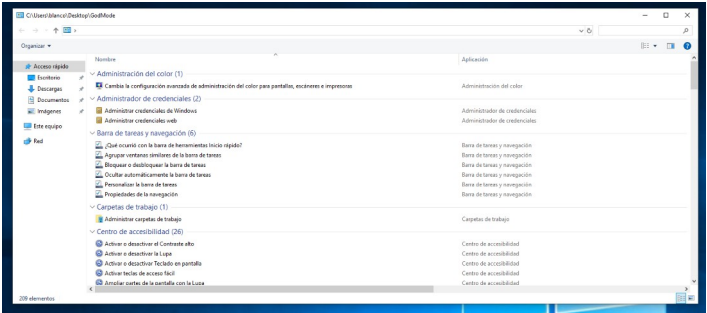 C:\Users\blanco\Desktop\GodMode
Organizar
Nombre
Aplicación
Acceso rápido
Escritorio
Descargas
Documentos
Imágenes
Este equipo
Red
Administración del color (1)
Cambia la configuración avanzada de administración del color para pantallas, escáneres e impresoras
Administración del color
Administrador de credenciales (2)
Administrar credenciales de Windows
Administrador de credenciales
Administrar credenciales web
Administrador de credenciales
Barra de tareas y navegación (6)
¿Qué ocurrió con la barra de herramientas Inicio rápido?
Barra de tareas y navegación
Agrupar ventanas similares de la barra de tareas
Barra de tareas y navegación
Bloquear o desbloquear la barra de tareas
Barra de tareas y navegación
Ocultar automáticamente la barra de tareas
Barra de tareas y navegación
Personalizar la barra de tareas
Barra de tareas y navegación
Propiedades de la navegación
Barra de tareas y navegación
Carpetas de trabajo (1)
Administrar carpetas de trabajo
Carpetas de trabajo
Centro de accesibilidad (26)
Activar o desactivar el Contraste alto
Centro de accesibilidad
Activar o desactivar la Lupa
Centro de accesibilidad
Activar o desactivar Teclado en pantalla
Centro de accesibilidad
Activar teclas de acceso fácil
Centro de accesibilidad
Ampliar partes de la pantalla con la Lupa
Centro de accesibilidad
209 elementos